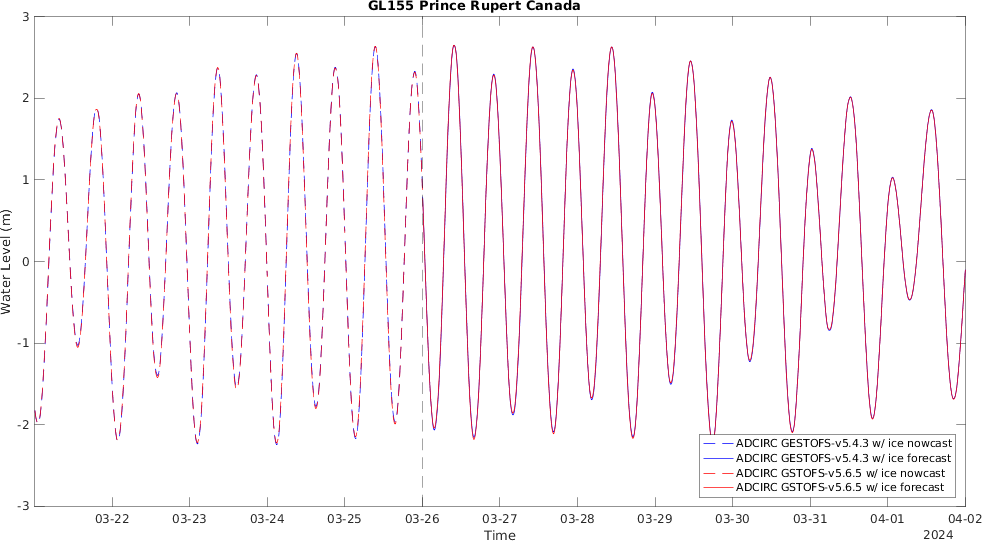 GL155 Prince Rupert Canada
3
2
1
0
-1
-2
-3
Water Level (m)
ADCIRC GESTOFS-v5.4.3 w/ ice nowcast
ADCIRC GESTOFS-v5.4.3 w/ ice forecast
ADCIRC GSTOFS-v5.6.5 w/ ice nowcast
ADCIRC GSTOFS-v5.6.5 w/ ice forecast
03-22 03-23 03-24 03-25 03-26 03-27 03-28 03-29 03-30 03-31 04-01 04-02
Time
2024